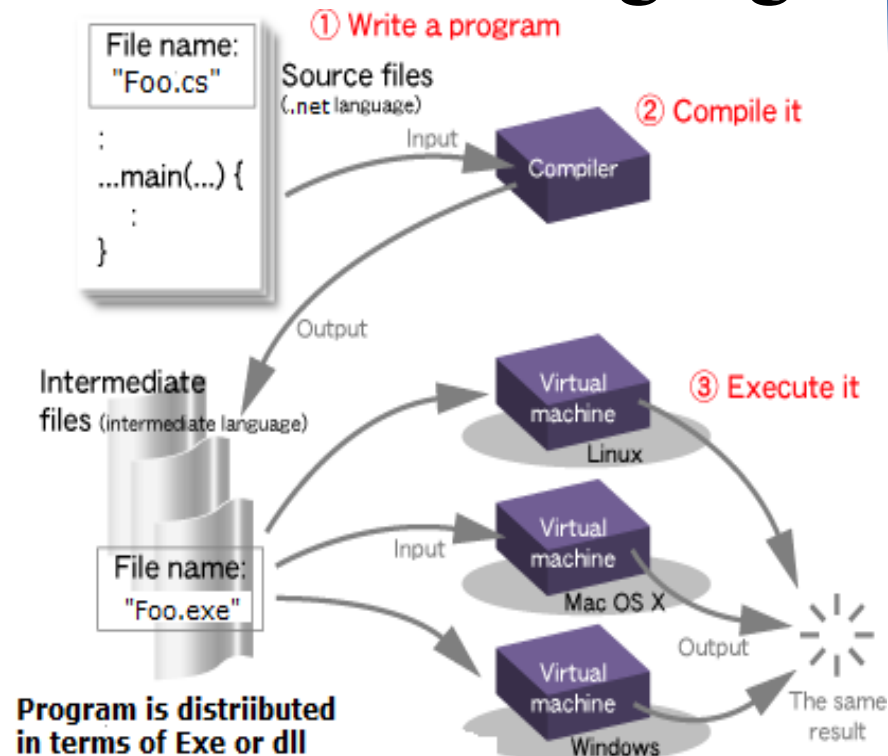 ① Write a program
File name:
"Foo.cs"
Source files
(.net language)
② Compile it
Input
Compiler
:
...main(...) {
:
}
Output
Intermediate
files (intermediate language)
Virtual
machine
③ Execute it
Linux
Virtual
machine
Input
Mac OS X
File name:
"Foo.exe"
Output
Virtual
machine
The same
result
Windows
Program is distriibuted
in terms of Exe or dll